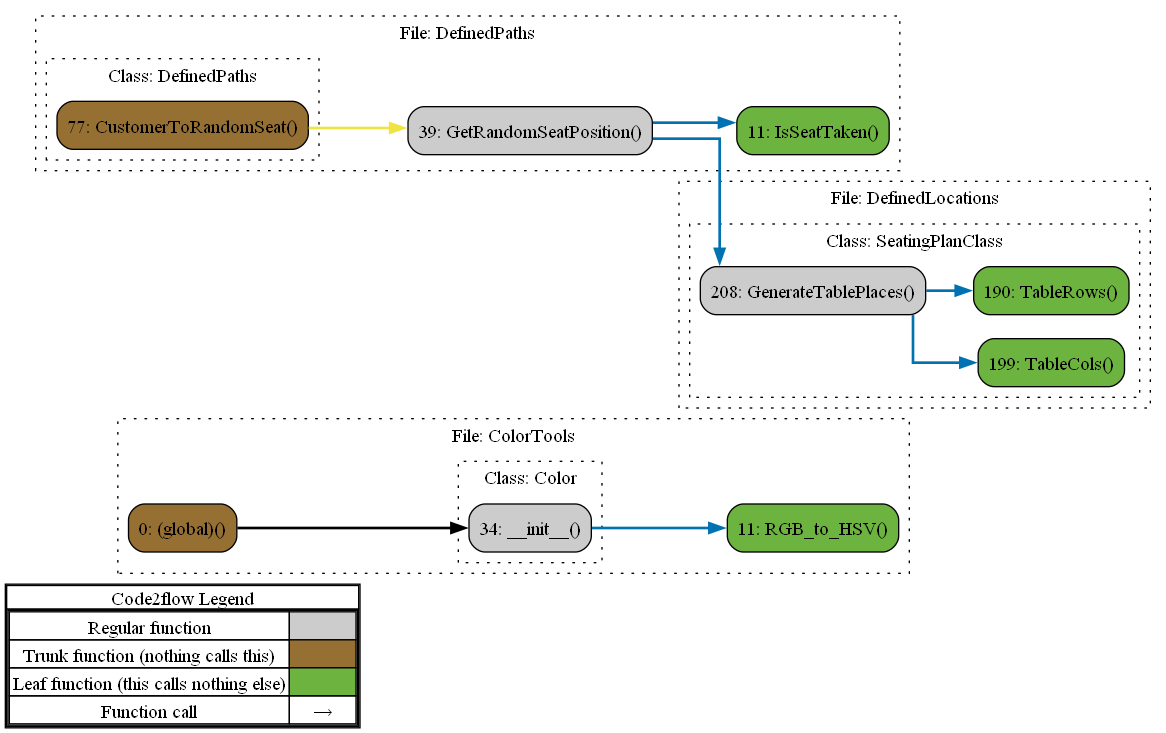 File: DefinedPaths
Class: DefinedPaths
77: CustomerToRandomSeat()
39: GetRandomSeatPosition()
11: IsSeatTaken()
File: DefinedLocations
Class: SeatingPlanClass
208: GenerateTablePlaces()
190: TableRows()
199: TableCols()
File: ColorTools
Class: Color
0: (global)()
34: __init__()
11: RGB_to_HSV()
Code2flow Legend
Regular function
Trunk function (nothing calls this)
Leaf function (this calls nothing else)
Function call →